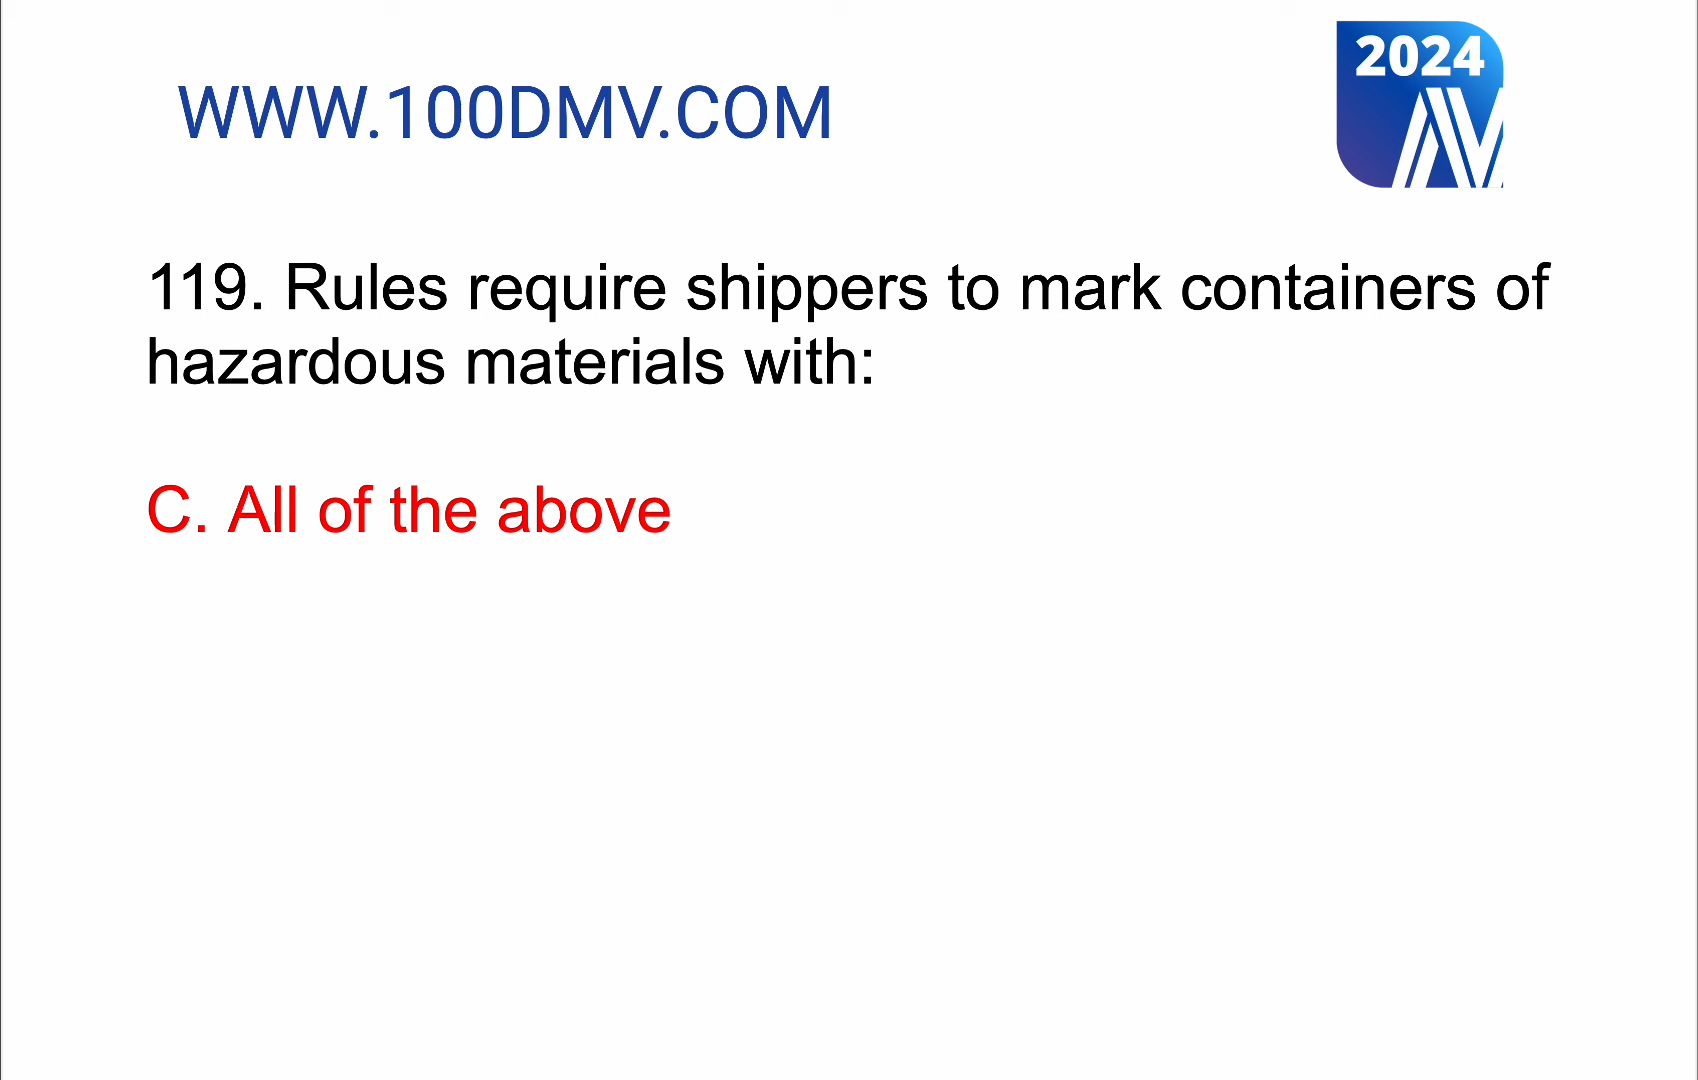 2024
WWW.100DMV.COM
119. Rules require shippers to mark containers of
hazardous materials with:
C. All of the above